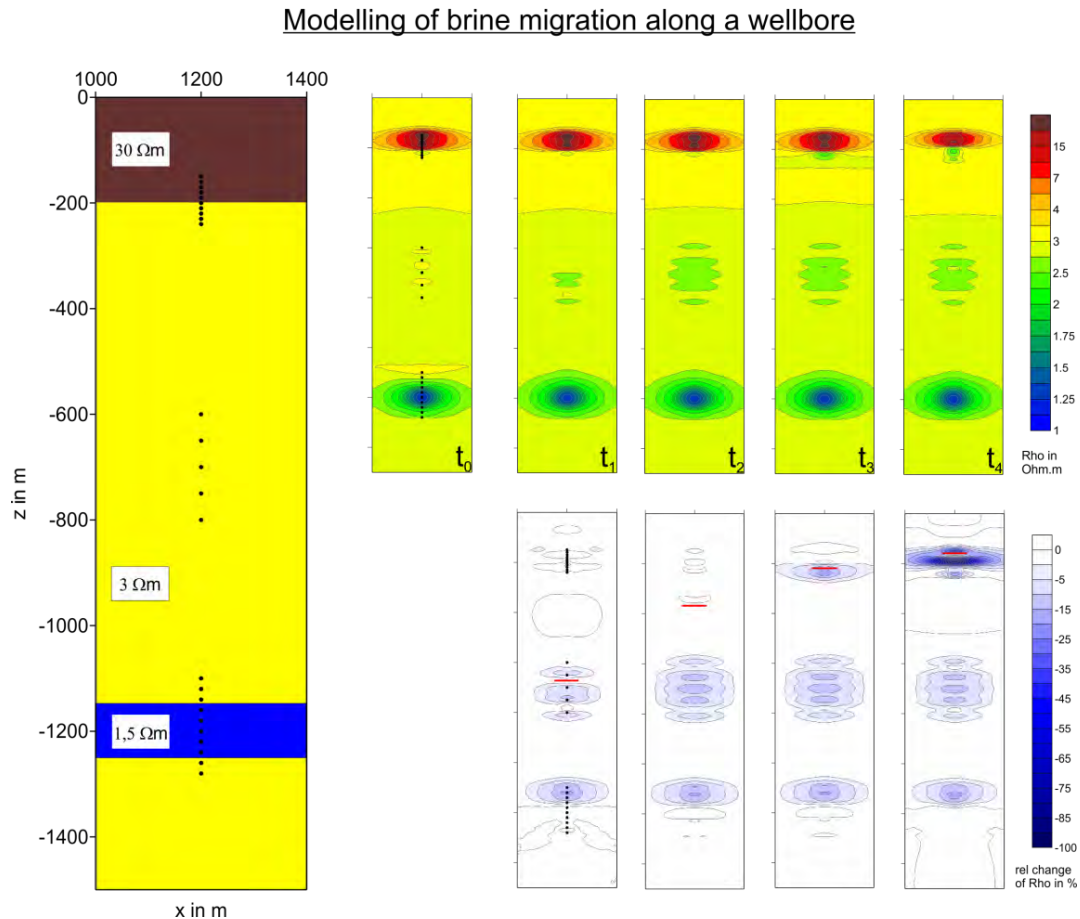 Modelling of brine migration along a wellbore
1000 1200 1400
0
-200
-400
-600
-800
-1000
-1200
-1400
z in m
x in m
30 Ωm
3 Ωm
1,5 Ωm
t0
t1
t2
t3
t4
15
7
4
3
2.5
2
1.5
1.25
1
Rho in
Ohm.m
0
-5
-15
-25
-35
-45
-55
-65
-85
-100
rel change
of Rho in %